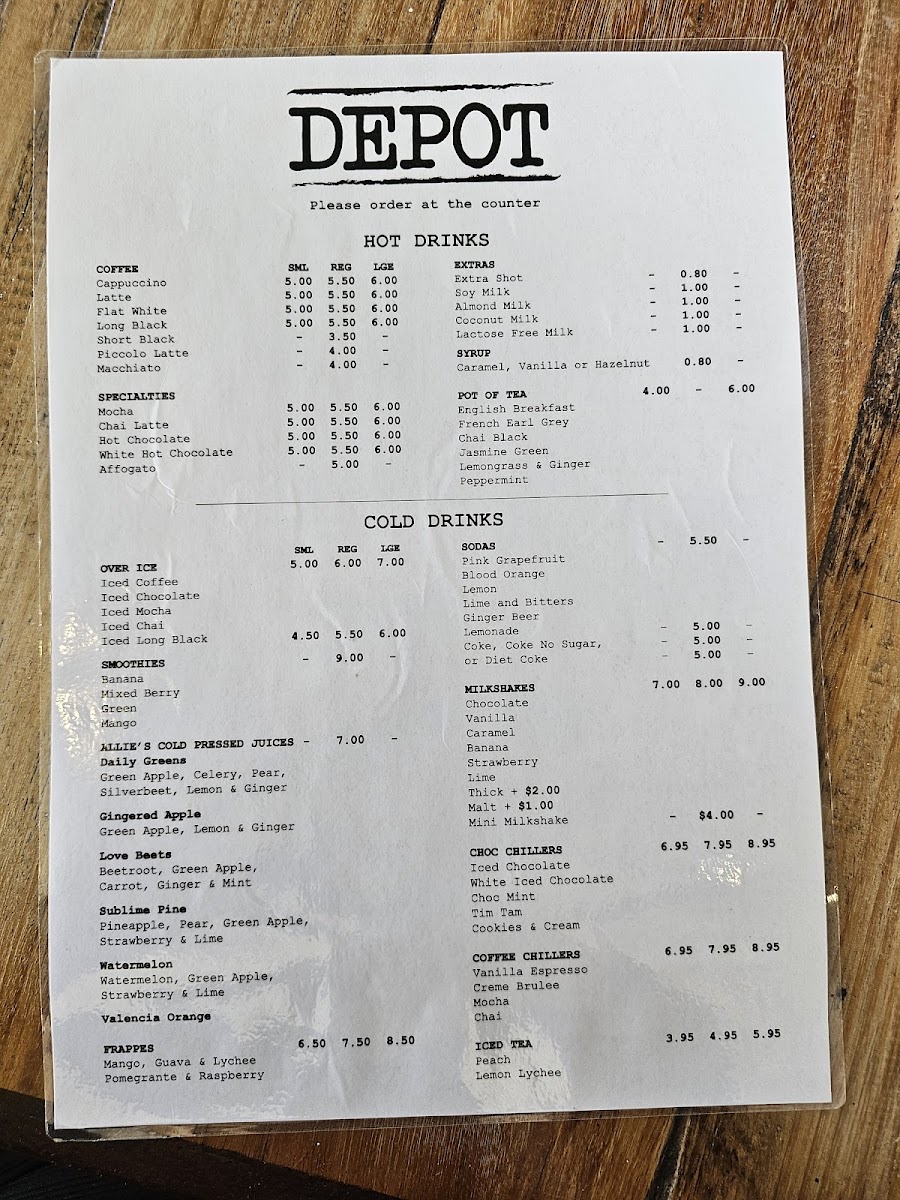 DEPOT
Please order at the counter
HOT DRINKS
COFFEE SML REG LGE
Cappuccino 5.00 5.50 6.00
Latte 5.00 5.50 6.00
Flat White 5.00 5.50 6.00
Long Black 5.00 5.50 6.00
Short Black - 3.50 -
Piccolo Latte - 4.00 -
Macchiato - 4.00 -
SPECIALTIES
Mocha 5.00 5.50 6.00
Chai Latte 5.00 5.50 6.00
Hot Chocolate 5.00 5.50 6.00
White Hot Chocolate 5.00 5.50 6.00
Affogato - 5.00 -
EXTRAS
Extra Shot - 0.80 -
Soy Milk - 1.00 -
Almond Milk - 1.00 -
Coconut Milk - 1.00 -
Lactose Free Milk - 1.00 -
SYRUP
Caramel, Vanilla or Hazelnut 0.80 -
POT OF TEA 4.00 - 6.00
English Breakfast
French Earl Grey
Chai Black
Jasmine Green
Lemongrass & Ginger
Peppermint
COLD DRINKS
SML REG LGE
OVER ICE 5.00 6.00 7.00
Iced Coffee
Iced Chocolate
Iced Mocha
Iced Chai
Iced Long Black 4.50 5.50 6.00
SMOOTHIES - 9.00 -
Banana
Mixed Berry
Green
Mango
ALLIE'S COLD PRESSED JUICES - 7.00 -
Daily Greens
Green Apple, Celery, Pear,
Silverbeet, Lemon & Ginger
Gingered Apple
Green Apple, Lemon & Ginger
Love Beets
Beetroot, Green Apple,
Carrot, Ginger & Mint
Sublime Pine
Pineapple, Pear, Green Apple,
Strawberry & Lime
Watermelon
Watermelon, Green Apple,
Strawberry & Lime
Valencia Orange
FRAPPES 6.50 7.50 8.50
Mango, Guava & Lychee
Pomegrante & Raspberry
SODAS - 5.50 -
Pink Grapefruit
Blood Orange
Lemon
Lime and Bitters
Ginger Beer
Lemonade - 5.00 -
Coke, Coke No Sugar, - 5.00 -
or Diet Coke - 5.00 -
MILKSHAKES 7.00 8.00 9.00
Chocolate
Vanilla
Caramel
Banana
Strawberry
Lime
Thick + $2.00
Malt + $1.00
Mini Milkshake - $4.00 -
CHOC CHILLERS 6.95 7.95 8.95
Iced Chocolate
White Iced Chocolate
Choc Mint
Tim Tam
Cookies & Cream
COFFEE CHILLERS 6.95 7.95 8.95
Vanilla Espresso
Creme Brulee
Mocha
Chai
ICED TEA 3.95 4.95 5.95
Peach
Lemon Lychee